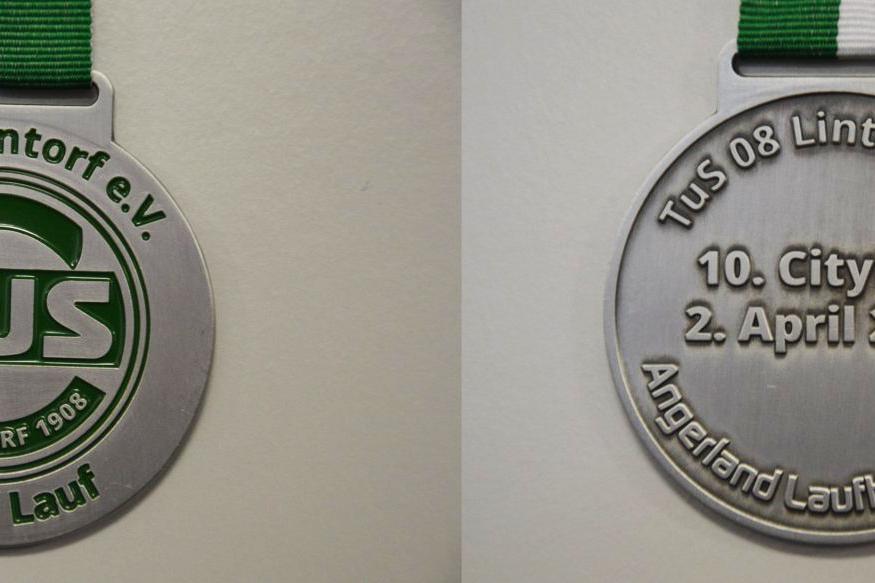 ntorf e.V.
US
RF 1908
Lauf
TuS 08 Lint
10. City
2. April
Angerland Lauf